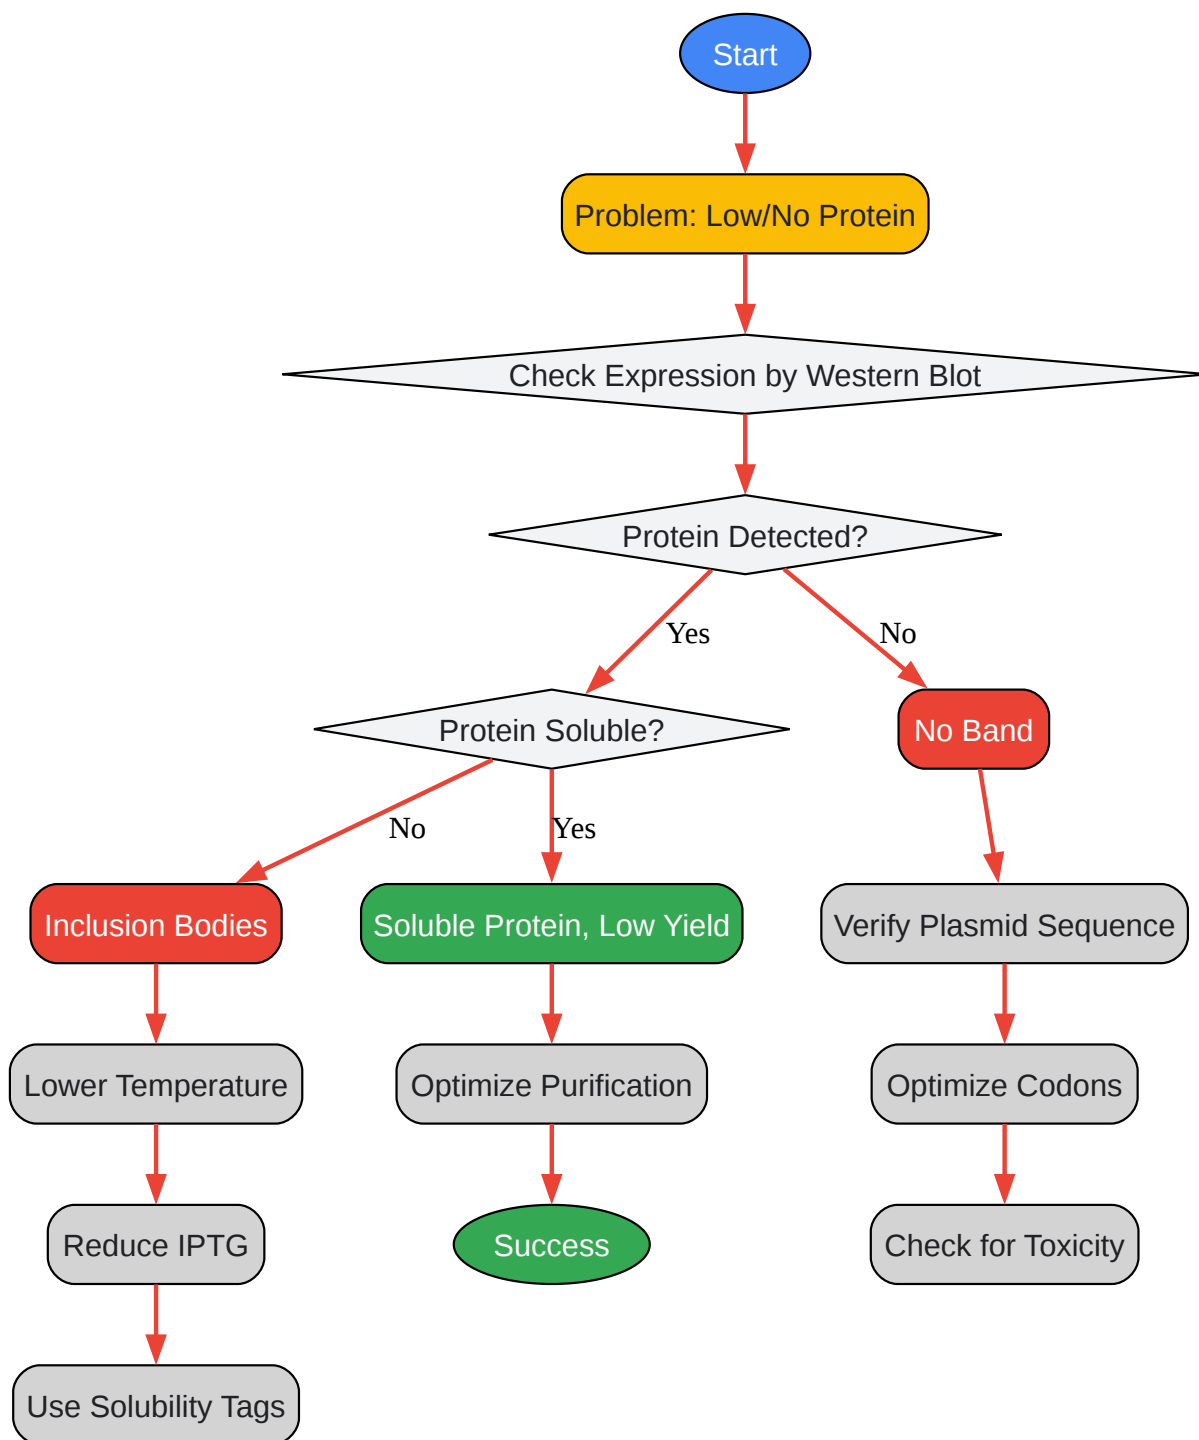 Start
Problem: Low/No Protein
Check Expression by Western Blot
Protein Detected?
Yes
No
Protein Soluble?
No Band
No
Yes
Inclusion Bodies
Soluble Protein, Low Yield
Verify Plasmid Sequence
Lower Temperature
Optimize Purification
Optimize Codons
Reduce IPTG
Success
Check for Toxicity
Use Solubility Tags